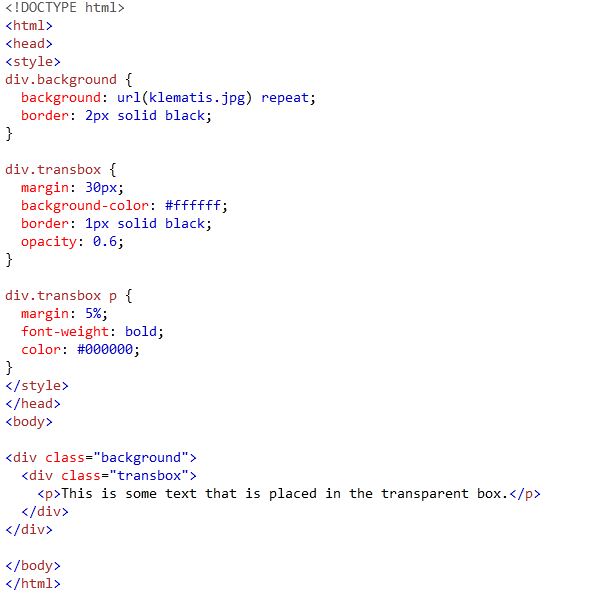 <!DOCTYPE html>
<html>
<head>
<style>
div.background {
  background: url(klematis.jpg) repeat;
  border: 2px solid black;
}

div.transbox {
  margin: 30px;
  background-color: #ffffff;
  border: 1px solid black;
  opacity: 0.6;
}

div.transbox p {
  margin: 5%;
  font-weight: bold;
  color: #000000;
}
</style>
</head>
<body>

<div class="background">
  <div class="transbox">
    <p>This is some text that is placed in the transparent box.</p>
  </div>
</div>

</body>
</html>